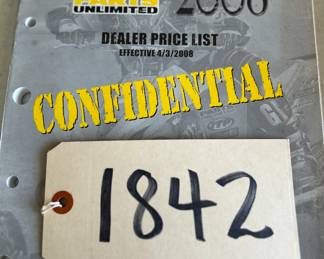 PARTS 2008
UNLIMITED
DEALER PRICE LIST
EFFECTIVE 4/3/2008
CONFIDENTIAL
1842